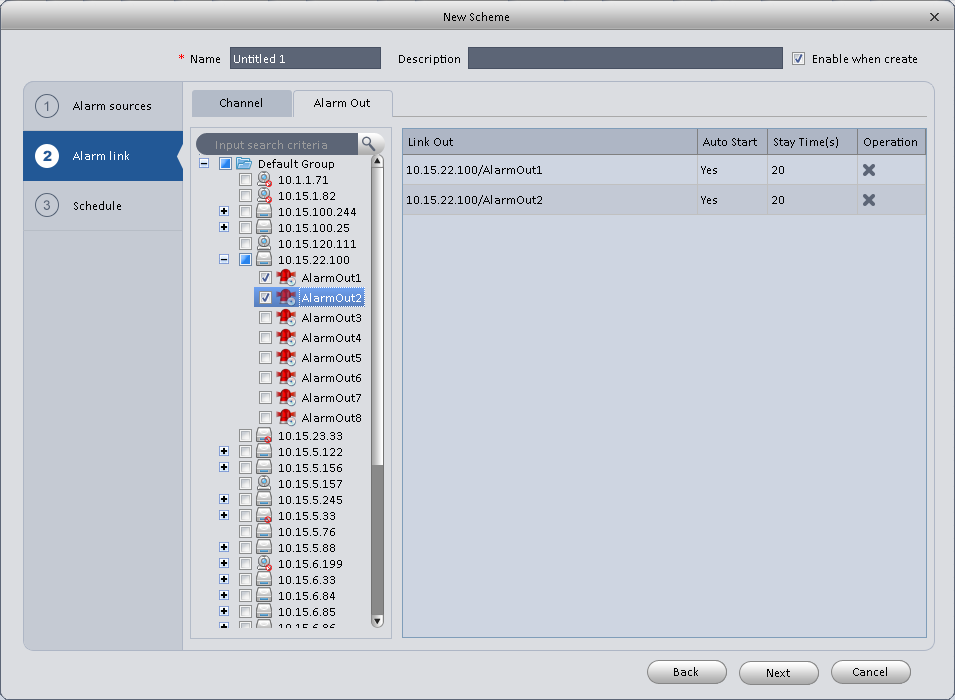 New Scheme
* Name Untitled 1 Description Enable when create
1 Alarm sources
2 Alarm link
3 Schedule
Channel Alarm Out
Input search criteria
Default Group
10.1.1.71
10.15.1.82
10.15.100.244
10.15.100.25
10.15.120.111
10.15.22.100
AlarmOut1
AlarmOut2
AlarmOut3
AlarmOut4
AlarmOut5
AlarmOut6
AlarmOut7
AlarmOut8
10.15.23.33
10.15.5.122
10.15.5.156
10.15.5.157
10.15.5.245
10.15.5.33
10.15.5.76
10.15.5.88
10.15.6.199
10.15.6.33
10.15.6.84
10.15.6.85
10.15.6.86
Link Out Auto Start Stay Time(s) Operation
10.15.22.100/AlarmOut1 Yes 20
10.15.22.100/AlarmOut2 Yes 20
Back Next Cancel